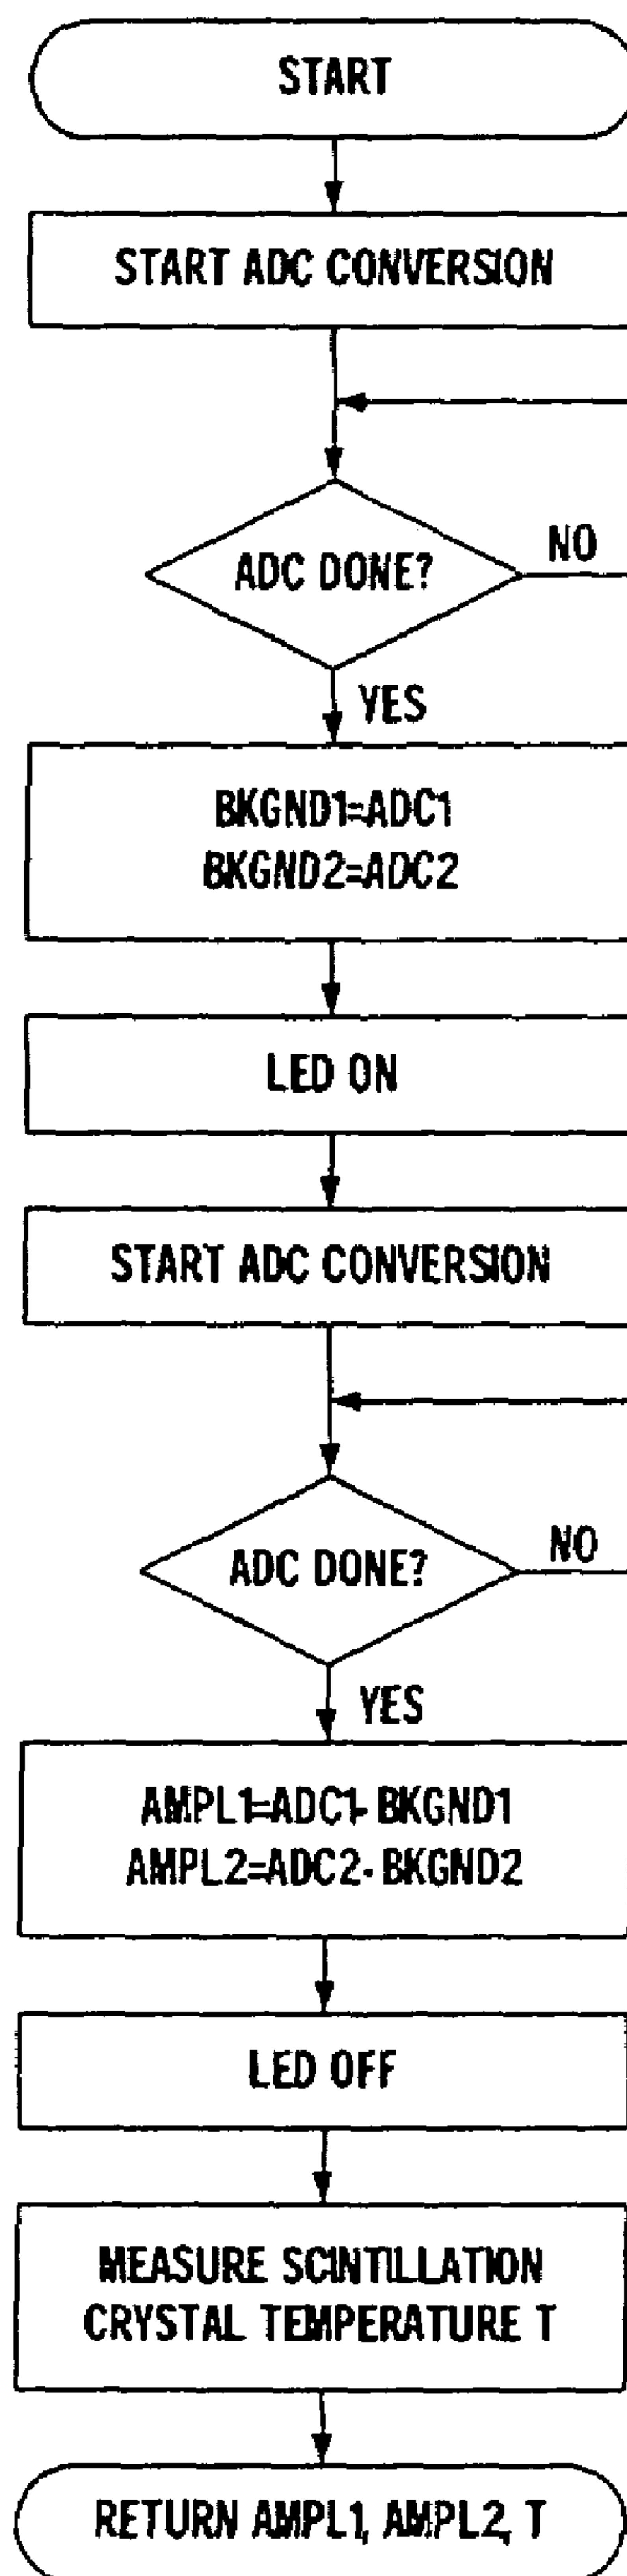 START
START ADC CONVERSION
ADC DONE?
NO
YES
BKGND1=ADC1
BKGND2=ADC2
LED ON
START ADC CONVERSION
ADC DONE?
NO
YES
AMPL1=ADC1- BKGND1
AMPL2=ADC2- BKGND2
LED OFF
MEASURE SCINTILLATION
CRYSTAL TEMPERATURE T
RETURN AMPL1, AMPL2, T